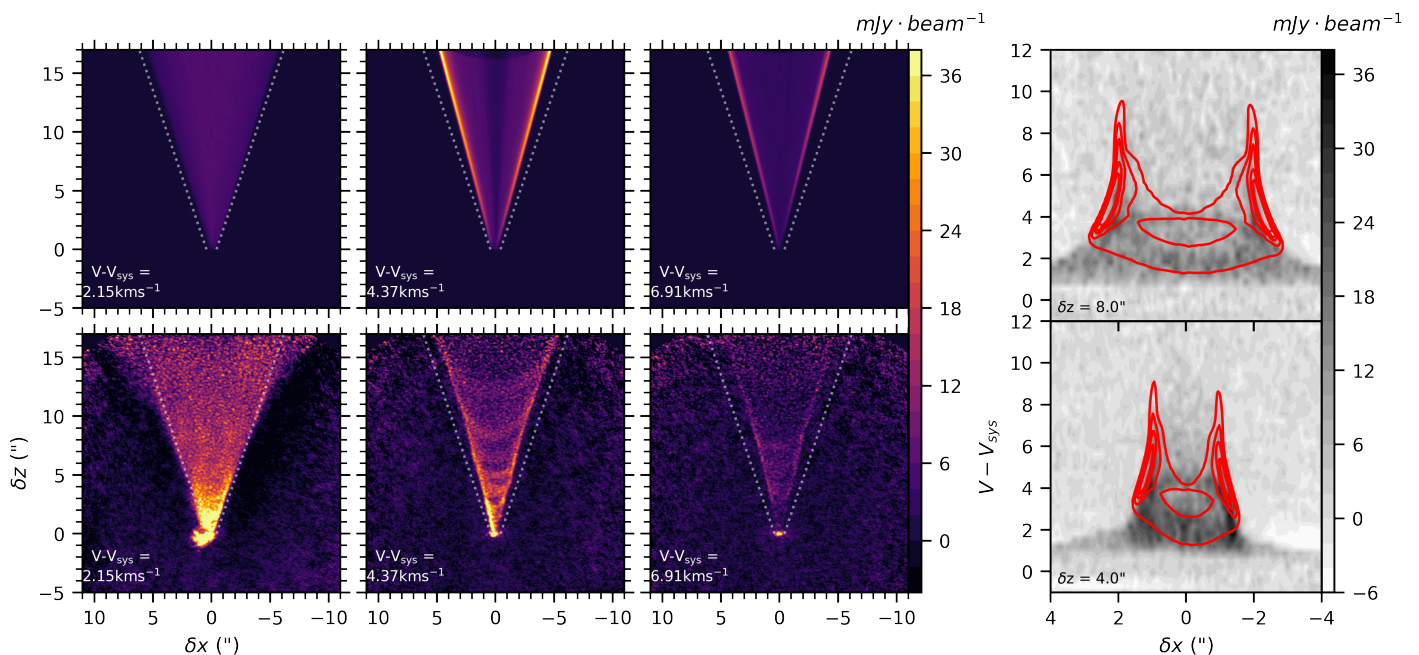 mJy · beam⁻¹
mJy · beam⁻¹
15
10
5
0
−5
V-Vsys =
2.15kms⁻¹
V-Vsys =
4.37kms⁻¹
V-Vsys =
6.91kms⁻¹
15
10
5
0
−5
δz (")
V-Vsys =
2.15kms⁻¹
V-Vsys =
4.37kms⁻¹
V-Vsys =
6.91kms⁻¹
10 5 0 −5 −10
10 5 0 −5 −10
10 5 0 −5 −10
δx (")
36
30
24
18
12
6
0
12
10
8
6
4
2
0
δz = 8.0"
12
10
8
6
4
2
0
V − Vsys
δz = 4.0"
4 2 0 −2 −4
δx (")
36
30
24
18
12
6
0
−6